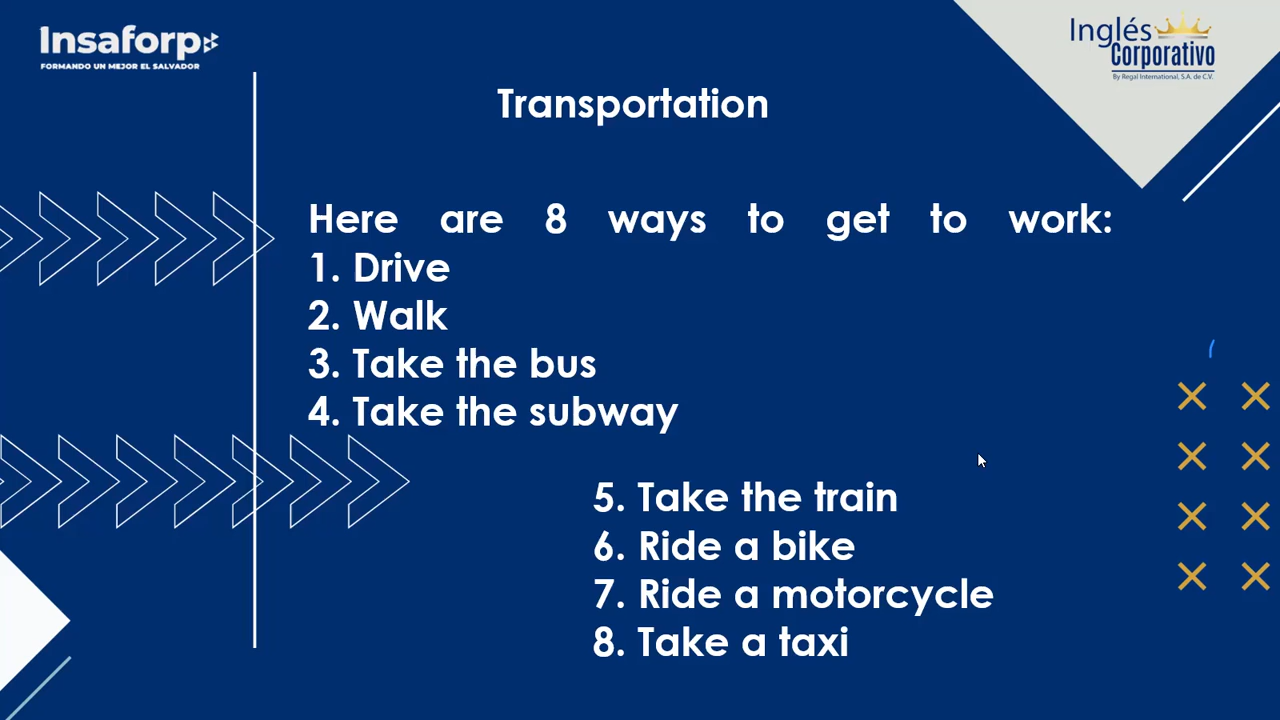 Insaforp
FORMANDO UN MEJOR EL SALVADOR
Inglés
Corporativo
By Regal International, S.A. de C.V.
Transportation
Here are 8 ways to get to work:
1. Drive
2. Walk
3. Take the bus
4. Take the subway
5. Take the train
6. Ride a bike
7. Ride a motorcycle
8. Take a taxi